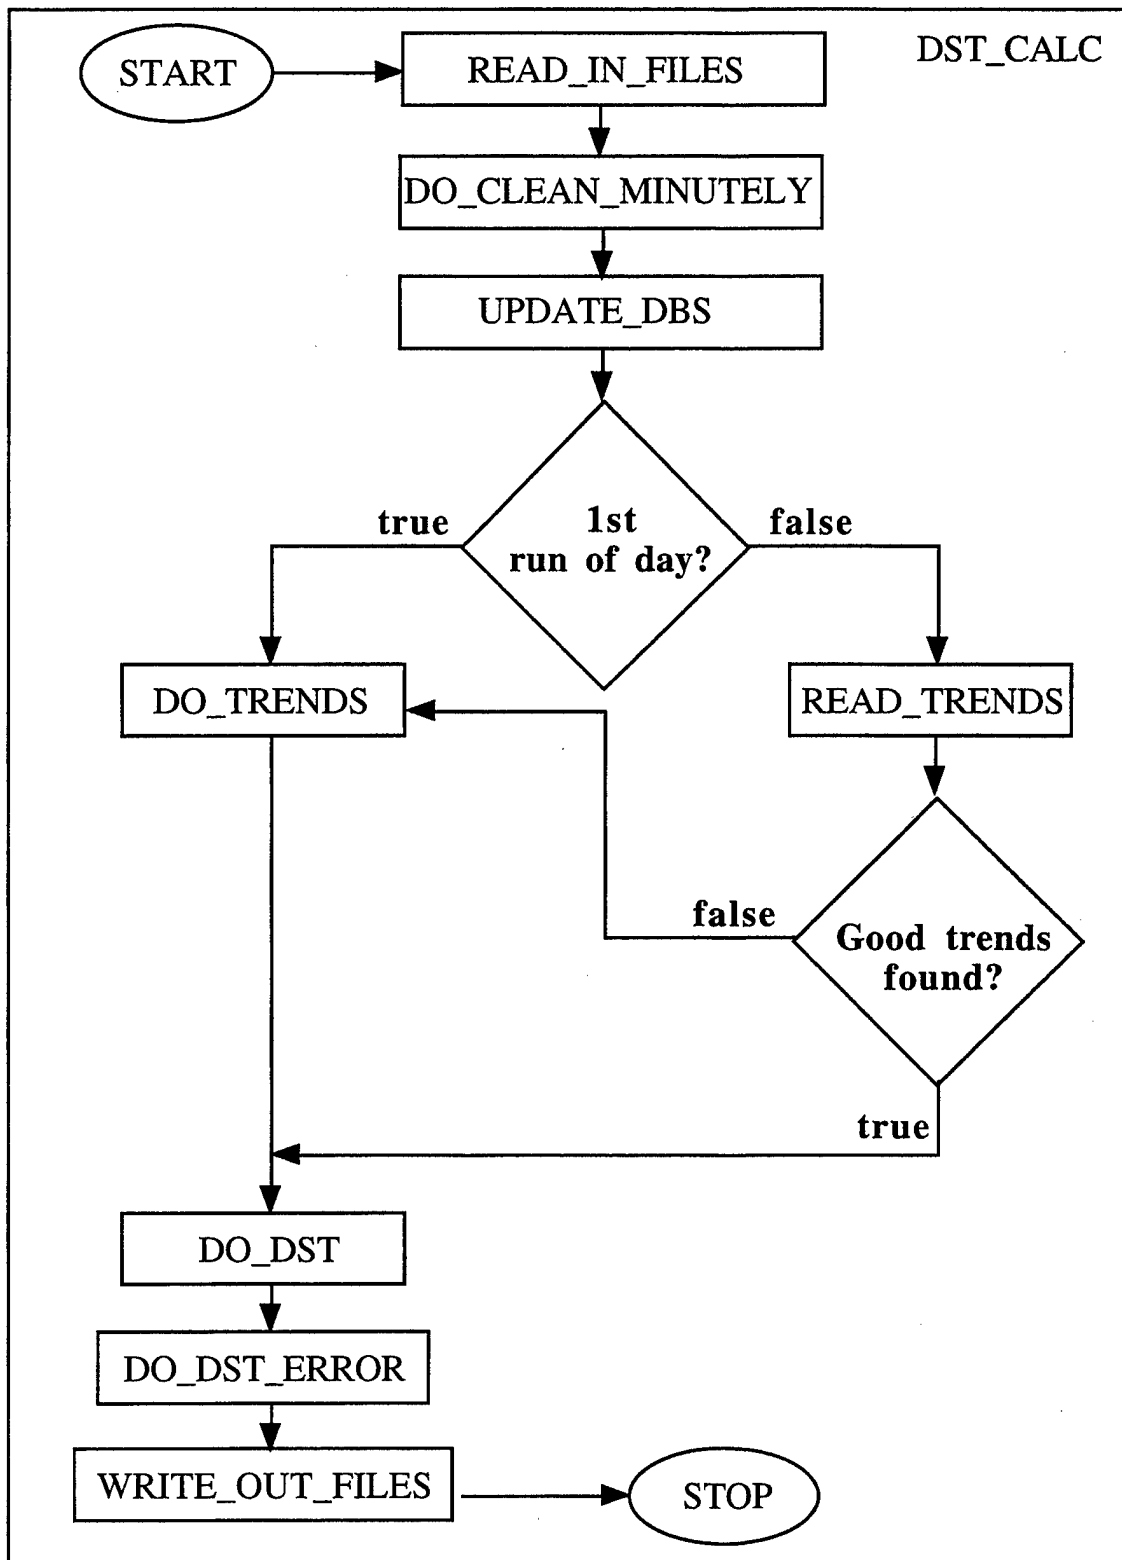 DST_CALC
START
READ_IN_FILES
DO_CLEAN_MINUTELY
UPDATE_DBS
1st
run of day?
true
false
DO_TRENDS
READ_TRENDS
Good trends
found?
false
true
DO_DST
DO_DST_ERROR
WRITE_OUT_FILES
STOP